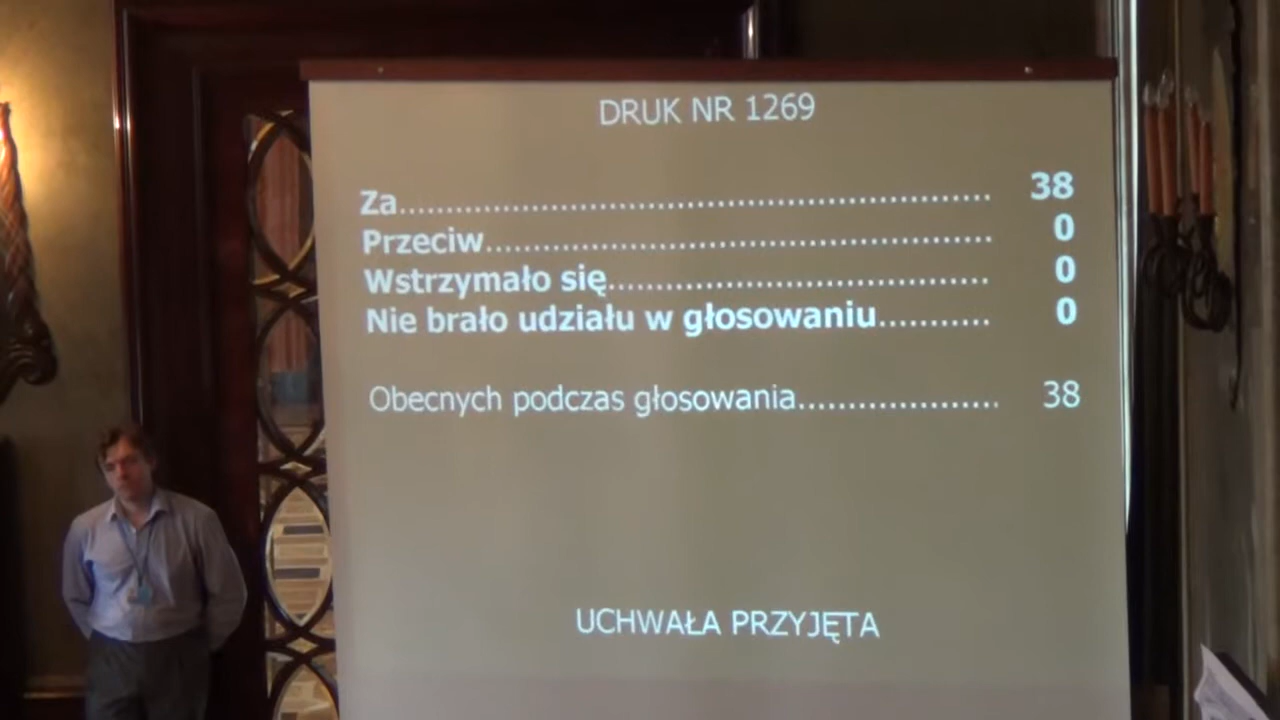 DRUK NR 1269
Za.................................................................. 38
Przeciw......................................................... 0
Wstrzymało się.......................................... 0
Nie brało udziału w głosowaniu........... 0
Obecnych podczas głosowania.................... 38
UCHWAŁA PRZYJĘTA